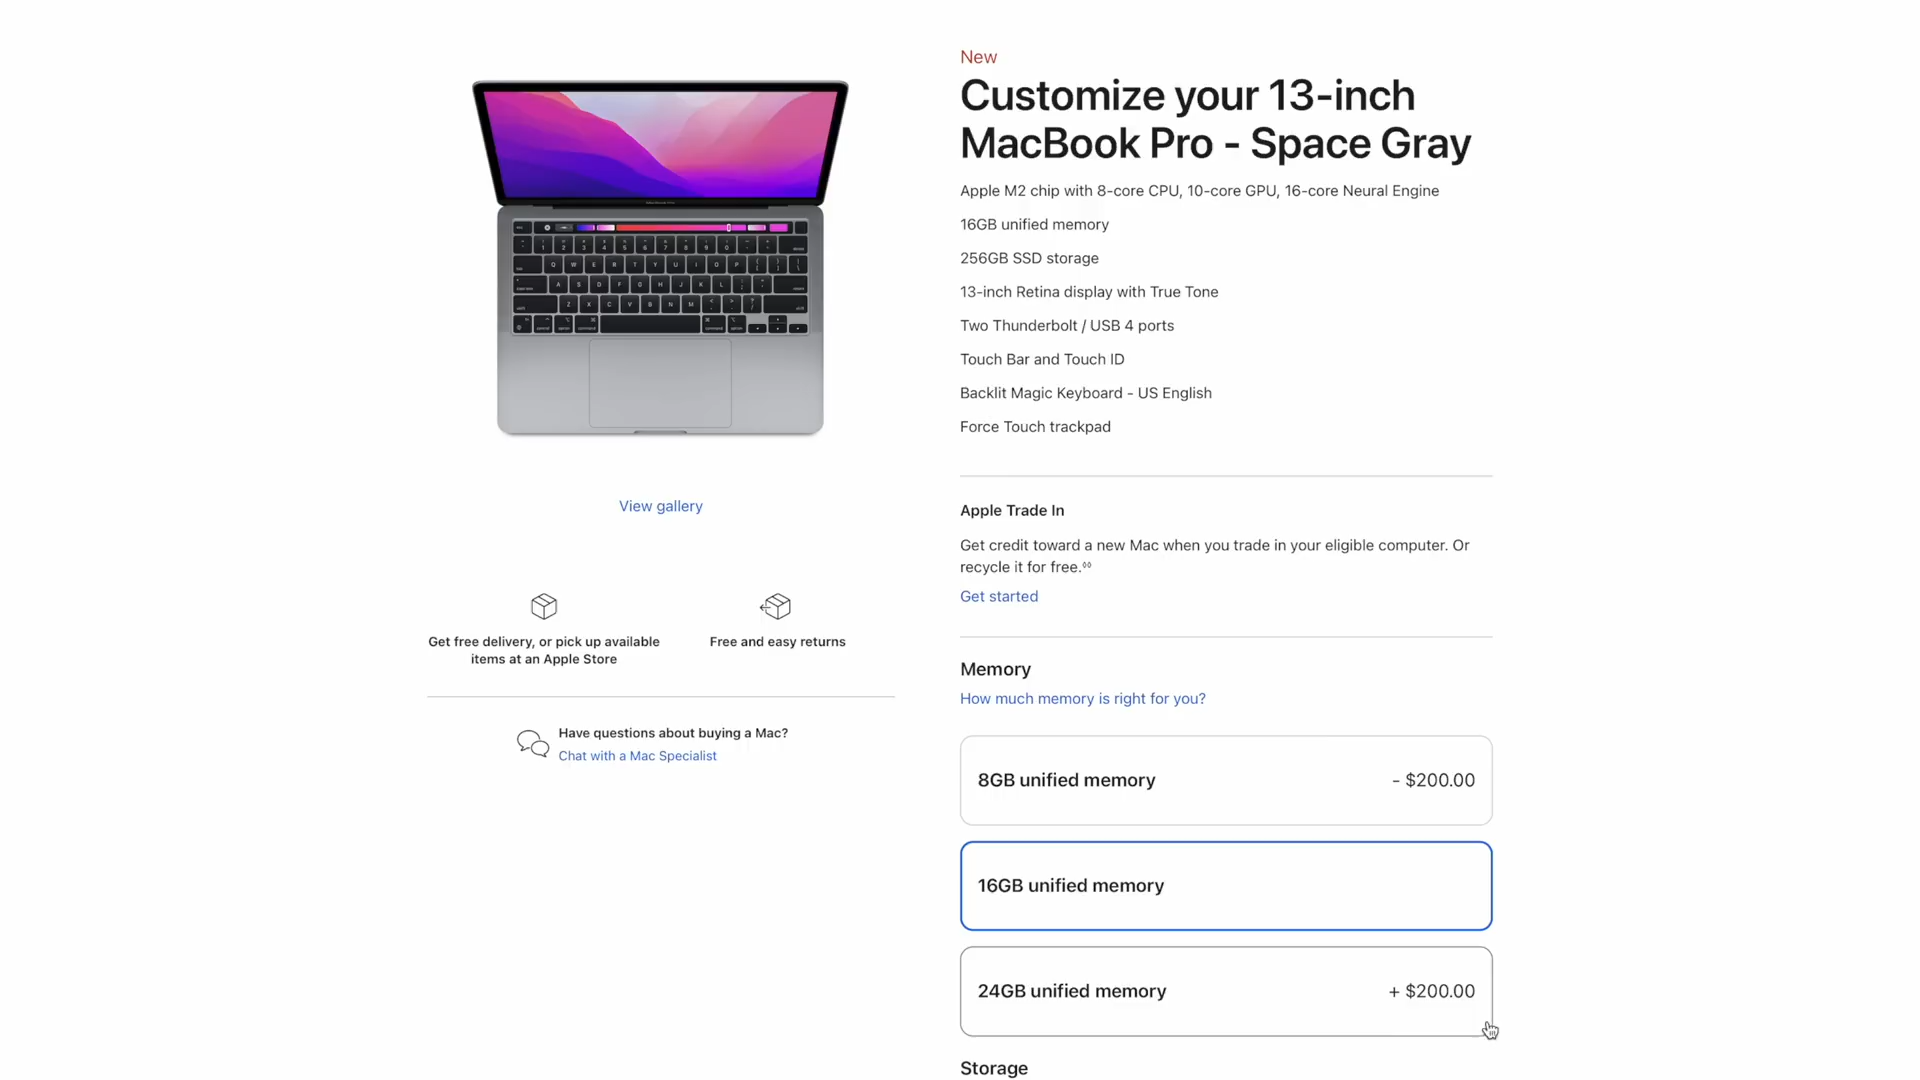 New
Customize your 13-inch
MacBook Pro - Space Gray
Apple M2 chip with 8-core CPU, 10-core GPU, 16-core Neural Engine
16GB unified memory
256GB SSD storage
13-inch Retina display with True Tone
Two Thunderbolt / USB 4 ports
Touch Bar and Touch ID
Backlit Magic Keyboard - US English
Force Touch trackpad
View gallery
Get free delivery, or pick up available
items at an Apple Store
Free and easy returns
Have questions about buying a Mac?
Chat with a Mac Specialist
Apple Trade In
Get credit toward a new Mac when you trade in your eligible computer. Or
recycle it for free.◊◊
Get started
Memory
How much memory is right for you?
8GB unified memory - $200.00
16GB unified memory
24GB unified memory + $200.00
Storage